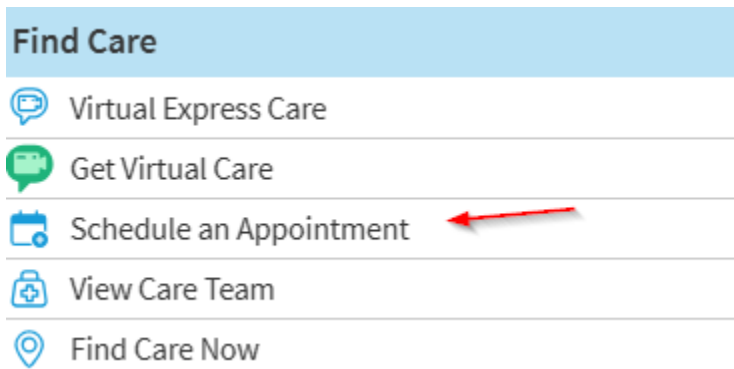 Find Care
Virtual Express Care
Get Virtual Care
Schedule an Appointment
View Care Team
Find Care Now